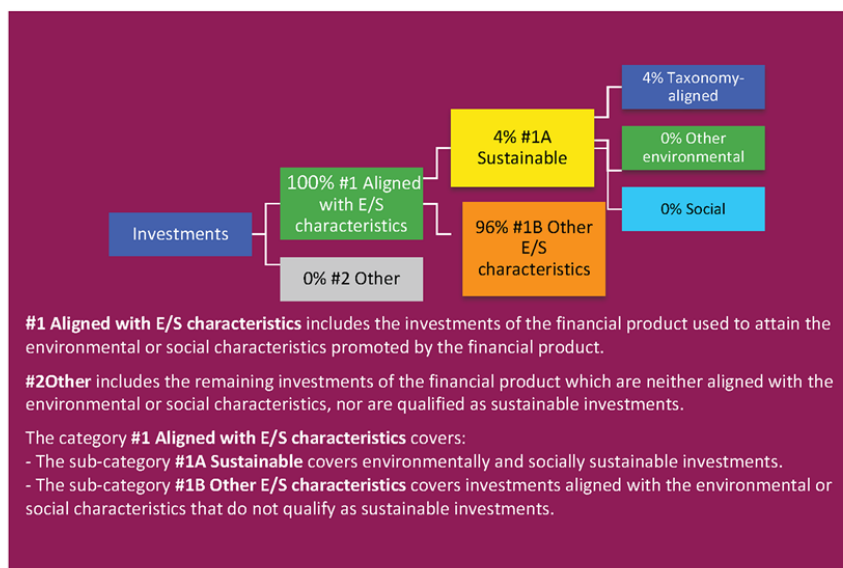 4% Taxonomy-
aligned
4% #1A
Sustainable
0% Other
environmental
100% #1 Aligned
with E/S
characteristics
0% Social
Investments
96% #1B Other
E/S
characteristics
0% #2 Other
#1 Aligned with E/S characteristics includes the investments of the financial product used to attain the
environmental or social characteristics promoted by the financial product.
#2Other includes the remaining investments of the financial product which are neither aligned with the
environmental or social characteristics, nor are qualified as sustainable investments.
The category #1 Aligned with E/S characteristics covers:
- The sub-category #1A Sustainable covers environmentally and socially sustainable investments.
- The sub-category #1B Other E/S characteristics covers investments aligned with the environmental or
social characteristics that do not qualify as sustainable investments.